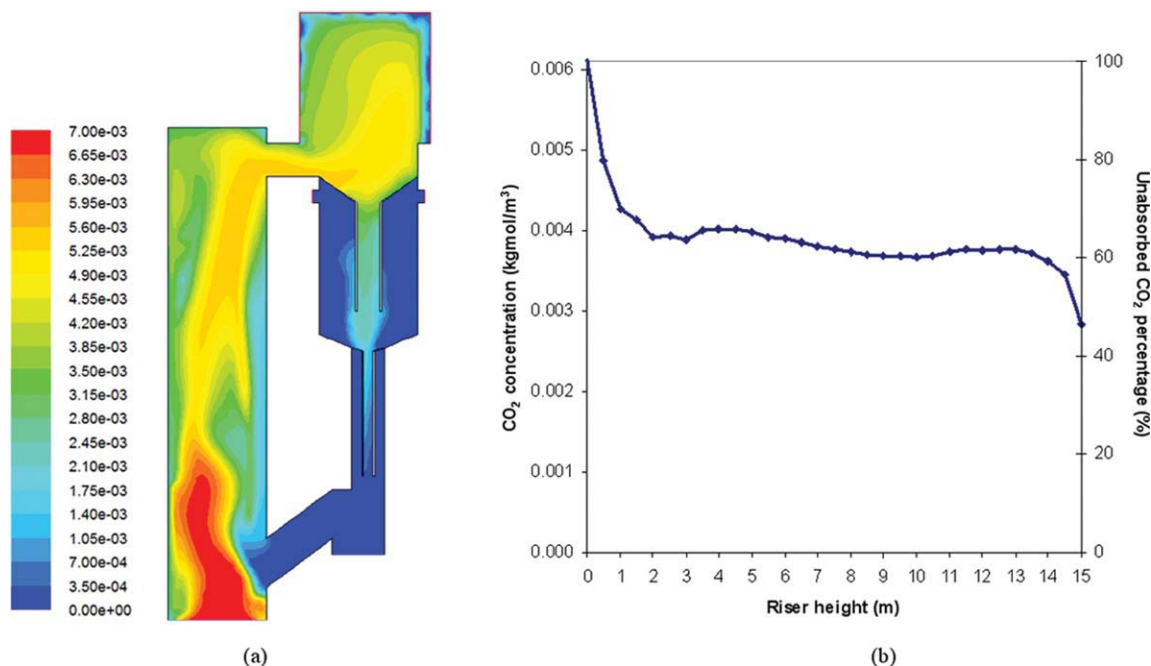 7.00e-03
6.65e-03
6.30e-03
5.95e-03
5.60e-03
5.25e-03
4.90e-03
4.55e-03
4.20e-03
3.85e-03
3.50e-03
3.15e-03
2.80e-03
2.45e-03
2.10e-03
1.75e-03
1.40e-03
1.05e-03
7.00e-04
3.50e-04
0.00e+00
(a)
CO2 concentration (kgmol/m³)
0.006
0.005
0.004
0.003
0.002
0.001
0.000
0 1 2 3 4 5 6 7 8 9 10 11 12 13 14 15
Riser height (m)
100
80
60
40
20
0
Unabsorbed CO2 percentage (%)
(b)